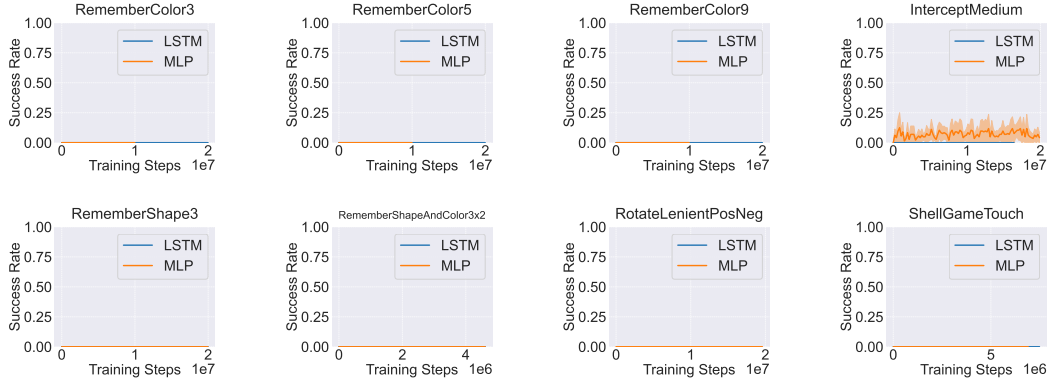 RememberColor3
Success Rate
1.00
0.75
0.50
0.25
0.00
LSTM
MLP
0
1
2
Training Steps
1e7
RememberColor5
Success Rate
1.00
0.75
0.50
0.25
0.00
LSTM
MLP
0
1
2
Training Steps
1e7
RememberColor9
Success Rate
1.00
0.75
0.50
0.25
0.00
LSTM
MLP
0
1
2
Training Steps
1e7
InterceptMedium
Success Rate
1.00
0.75
0.50
0.25
0.00
LSTM
MLP
0
1
2
Training Steps
1e7
RememberShape3
Success Rate
1.00
0.75
0.50
0.25
0.00
LSTM
MLP
0
1
2
Training Steps
1e7
RememberShapeAndColor3x2
Success Rate
1.00
0.75
0.50
0.25
0.00
LSTM
MLP
0
2
4
Training Steps
1e6
RotateLenientPosNeg
Success Rate
1.00
0.75
0.50
0.25
0.00
LSTM
MLP
0
1
2
Training Steps
1e7
ShellGameTouch
Success Rate
1.00
0.75
0.50
0.25
0.00
LSTM
MLP
0
5
Training Steps
1e6